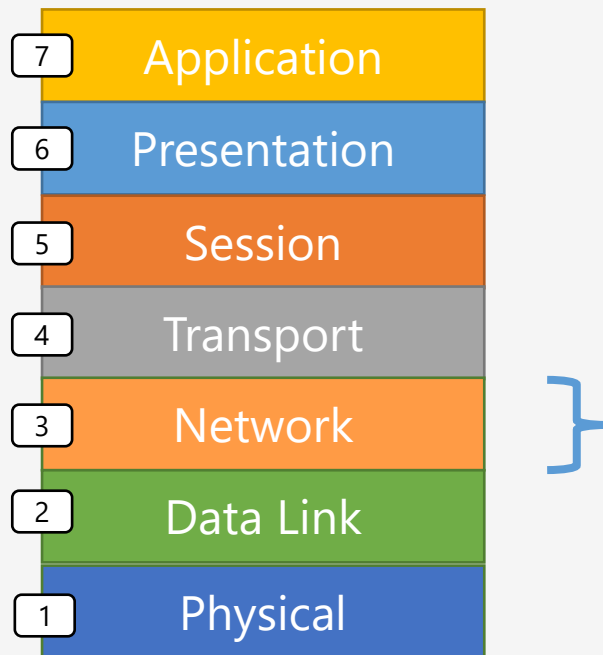 7 Application
6 Presentation
5 Session
4 Transport
3 Network
2 Data Link
1 Physical